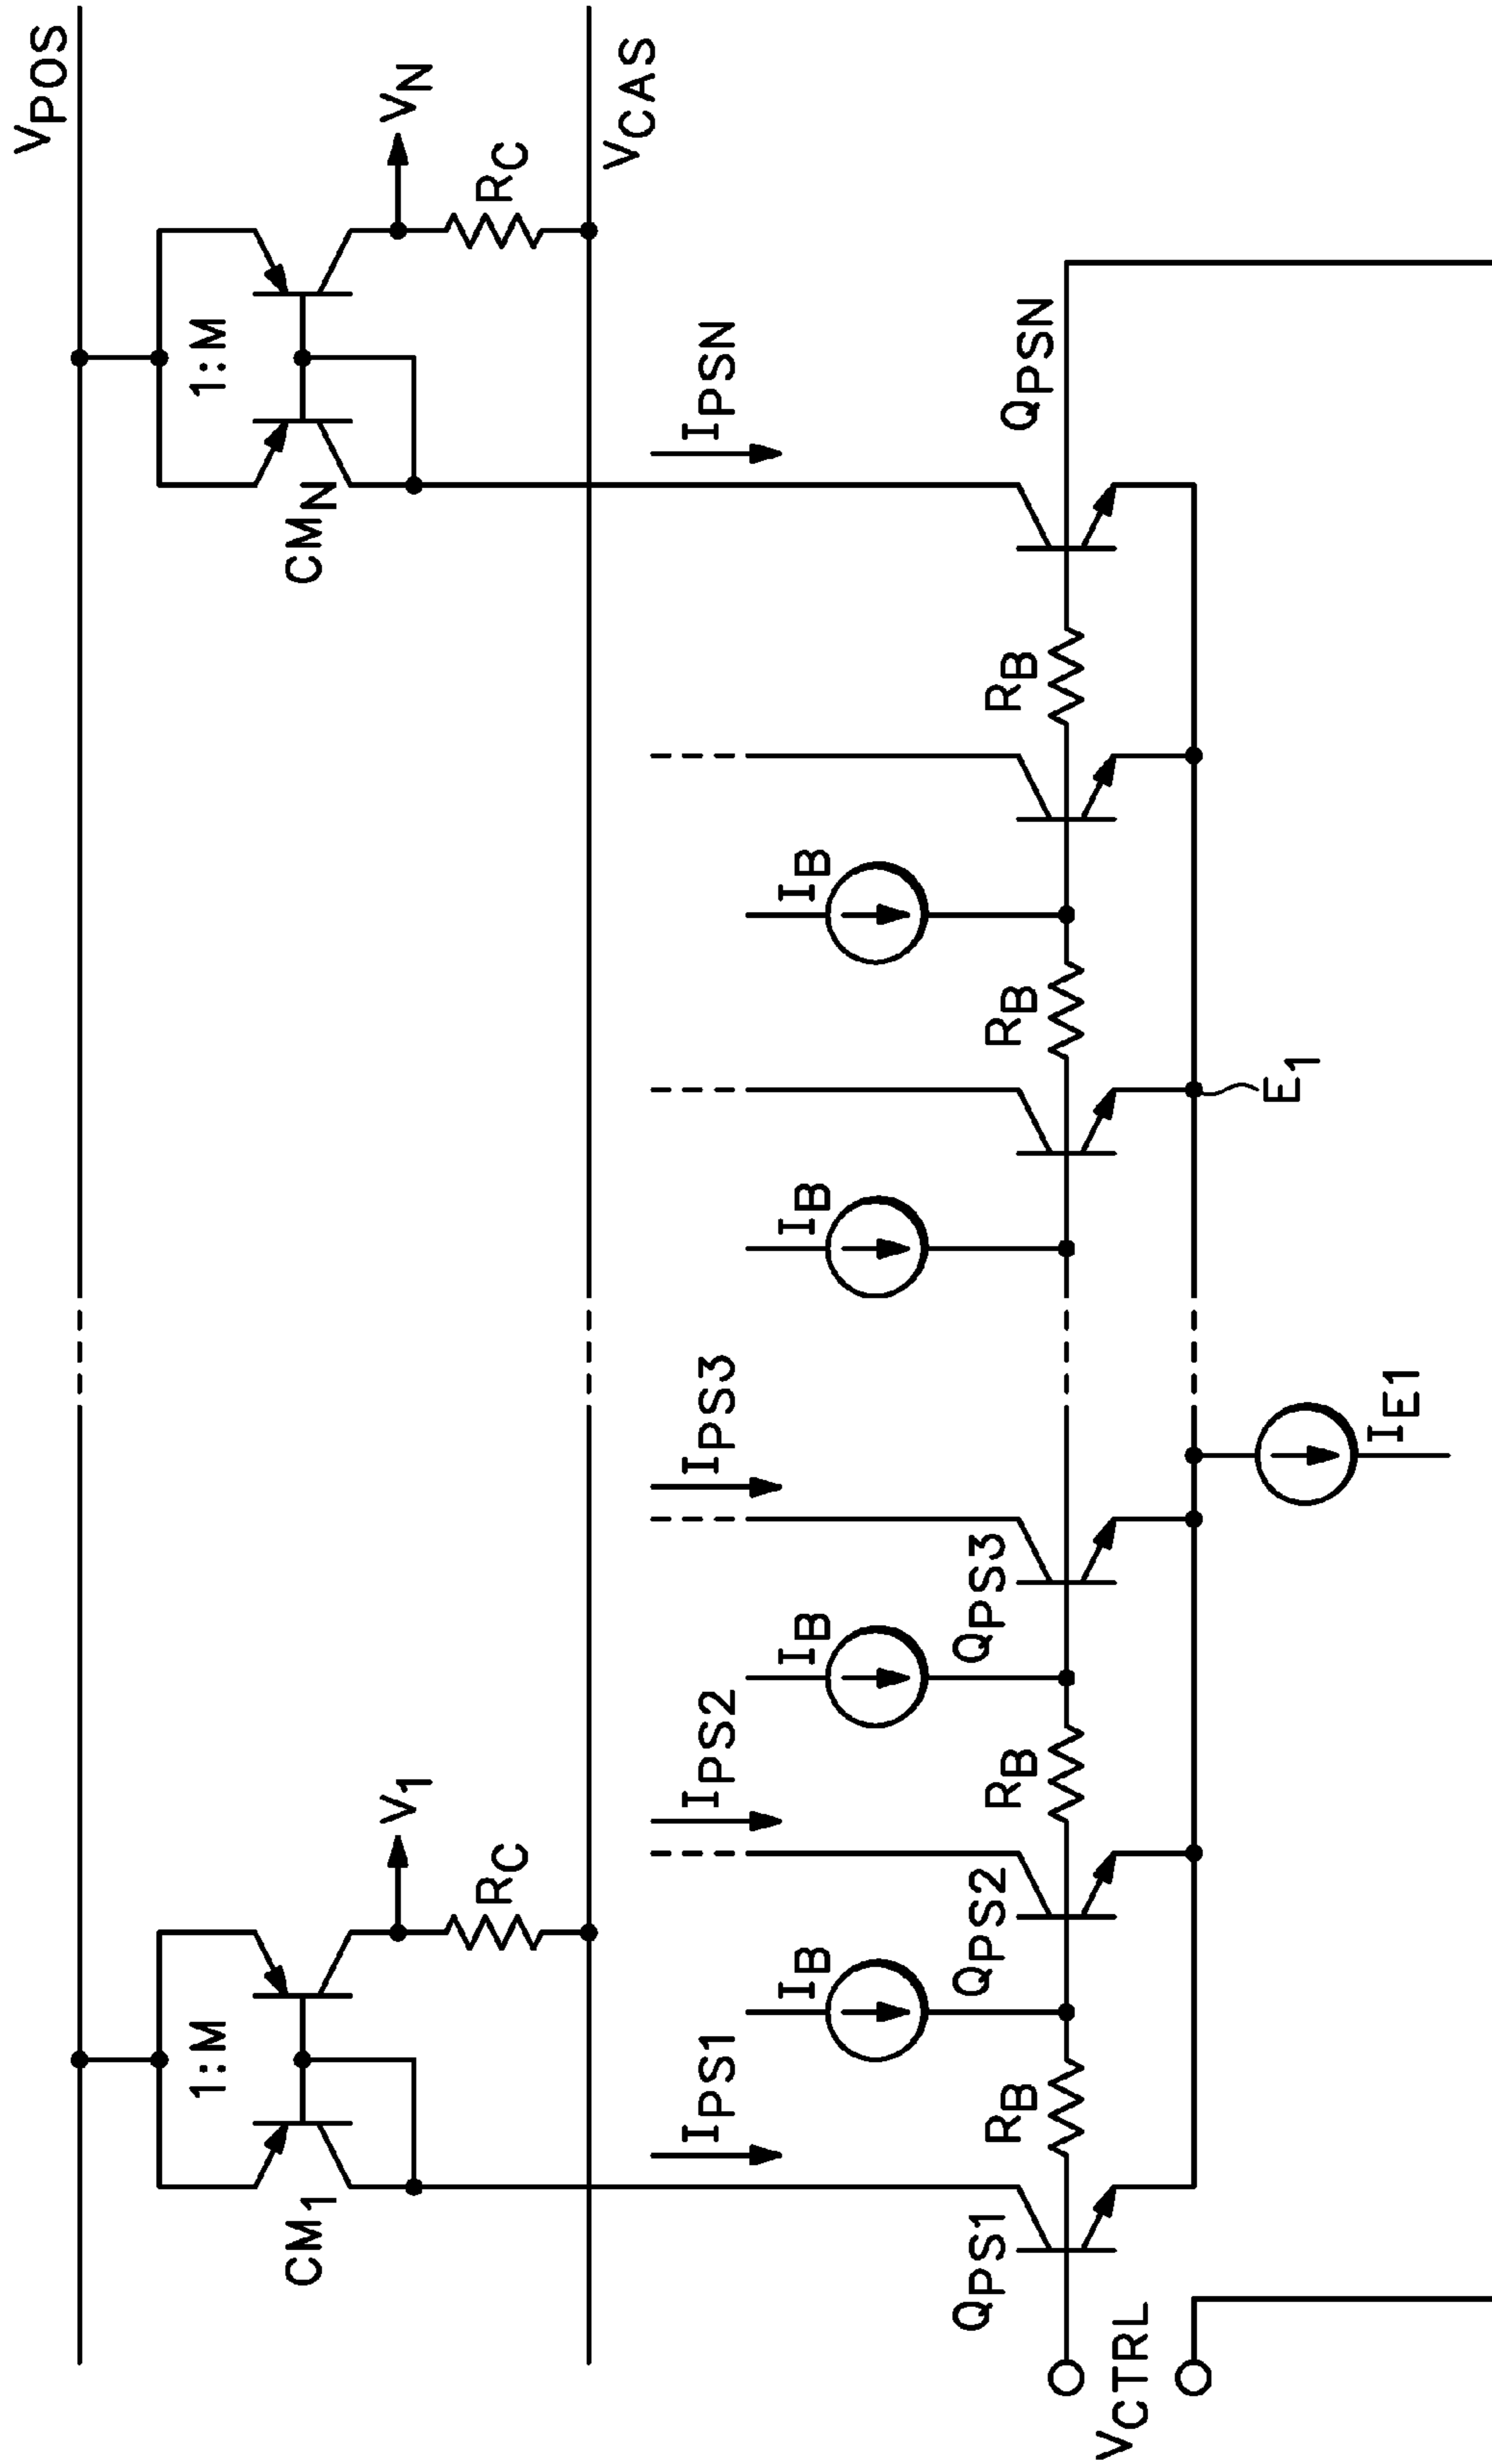 VPOS
1:M
1:M
CM1
CMN
V1
VN
RC
RC
VCAS
IPS1
IPS2
IPS3
IPSN
IB
IB
IB
IB
QPS1
QPS2
QPS3
QPSN
RB
RB
RB
RB
VCTRL
E1
IE1